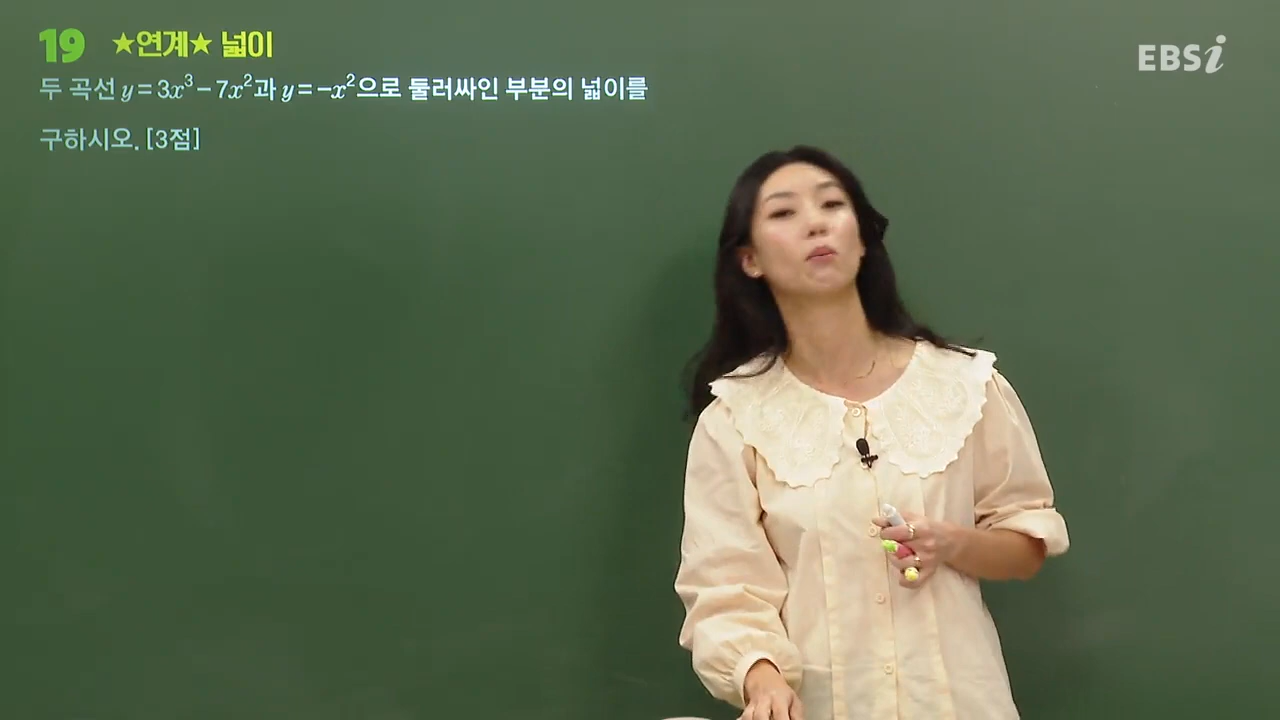 19 ★연계★ 넓이
EBSi
두 곡선 y = 3x³ − 7x²과 y = −x²으로 둘러싸인 부분의 넓이를
구하시오. [3점]